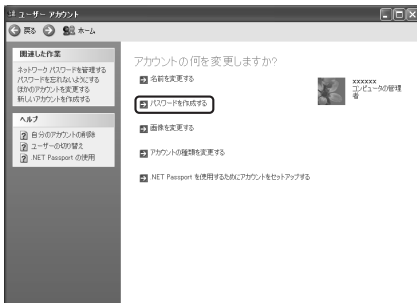 ユーザー アカウント
戻る ホーム
関連した作業
ネットワーク パスワードを管理する
パスワードを忘れないようにする
ほかのアカウントを変更する
新しいアカウントを作成する
ヘルプ
自分のアカウントの削除
ユーザーの切り替え
.NET Passport の使用
アカウントの何を変更しますか?
名前を変更する
パスワードを作成する
画像を変更する
アカウントの種類を変更する
.NET Passport を使用するためにアカウントをセットアップする
xxxxxx
コンピュータの管理
者